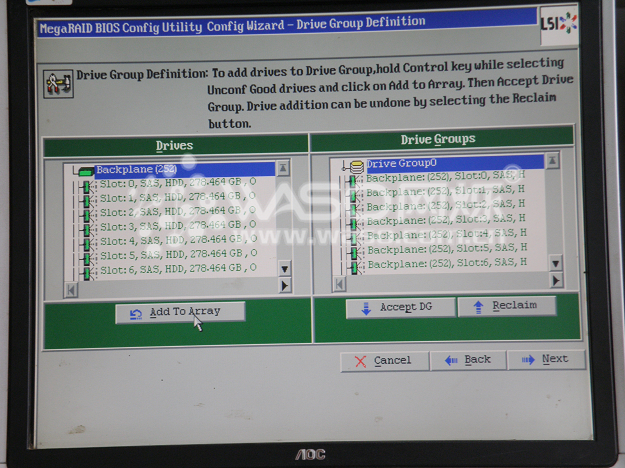 MegaRAID BIOS Config Utility Config Wizard - Drive Group Definition
LSI
Drive Group Definition: To add drives to Drive Group,hold Control key while selecting
Unconf Good drives and click on Add to Array. Then Accept Drive
Group. Drive addition can be undone by selecting the Reclaim
button.
Drives
Backplane (252)
Slot: 0, SAS, HDD, 278.464 GB, O
Slot: 1, SAS, HDD, 278.464 GB, O
Slot: 2, SAS, HDD, 278.464 GB, O
Slot: 3, SAS, HDD, 278.464 GB, O
Slot: 4, SAS, HDD, 278.464 GB, O
Slot: 5, SAS, HDD, 278.464 GB, O
Slot: 6, SAS, HDD, 278.464 GB, O
Add To Array
Drive Groups
Drive Group0
Backplane: (252), Slot:0, SAS, H
Backplane: (252), Slot:1, SAS, H
Backplane: (252), Slot:2, SAS, H
Backplane: (252), Slot:3, SAS, H
Backplane: (252), Slot:4, SAS, H
Backplane: (252), Slot:5, SAS, H
Backplane: (252), Slot:6, SAS, H
Accept DG
Reclaim
Cancel
Back
Next
AOC